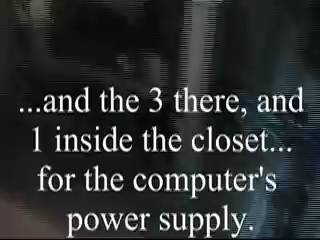 ...and the 3 there, and
1 inside the closet...
for the computer's
power supply.